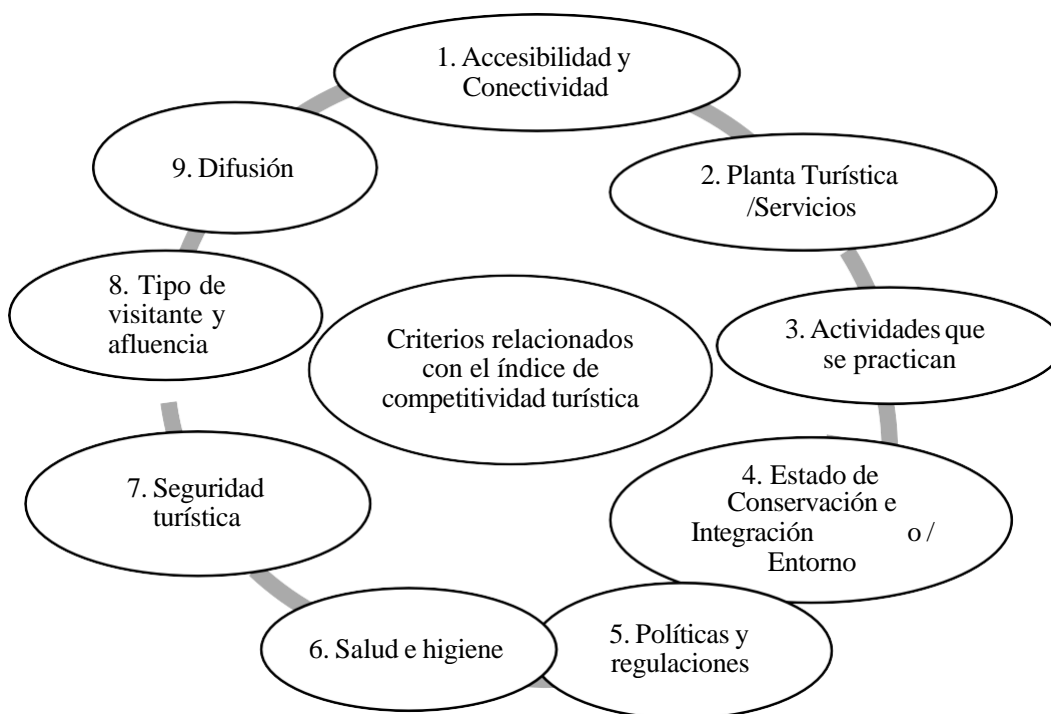 1. Accesibilidad y
Conectividad
2. Planta Turística
/Servicios
3. Actividades que
se practican
4. Estado de
Conservación e
Integración o /
Entorno
5. Políticas y
regulaciones
6. Salud e higiene
7. Seguridad
turística
8. Tipo de
visitante y
afluencia
9. Difusión
Criterios relacionados
con el índice de
competitividad turística